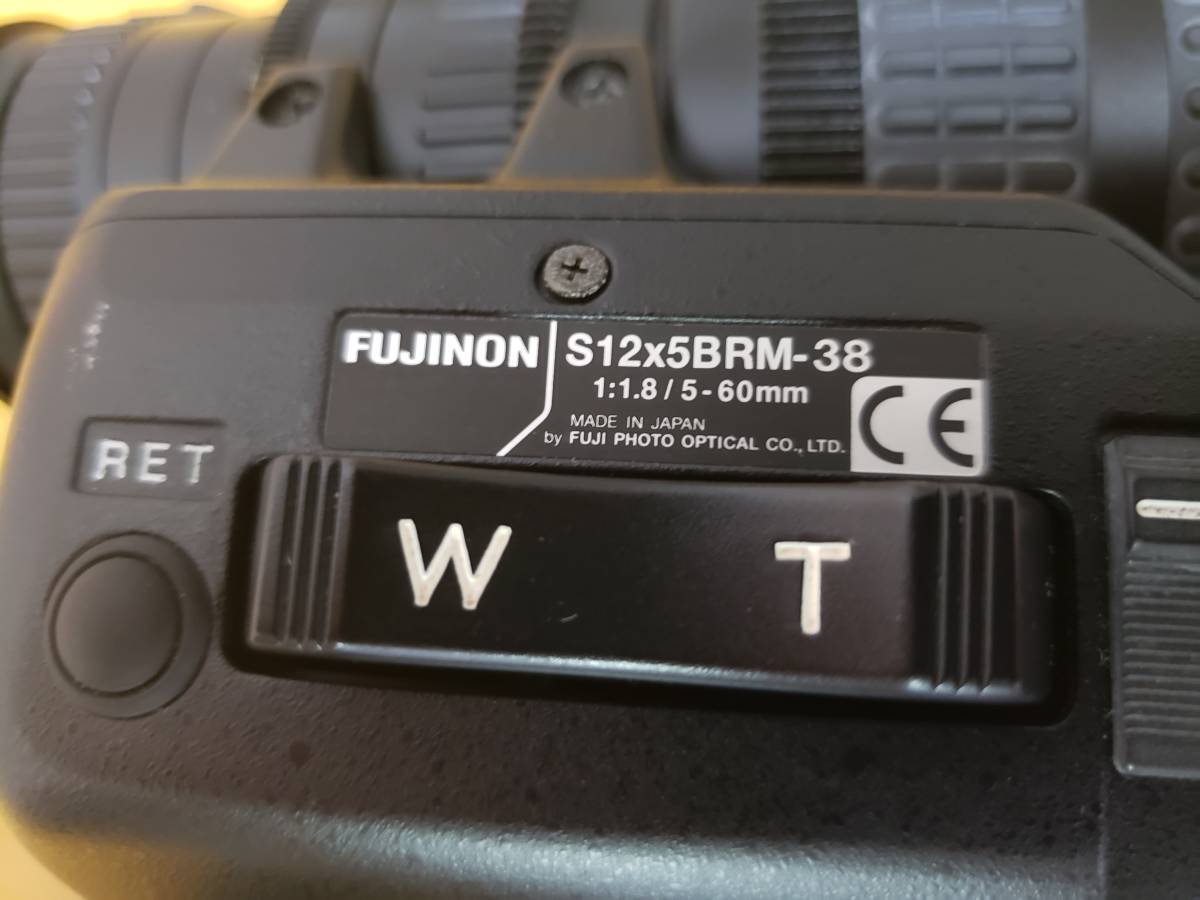 FUJINON
S12x5BRM-38
1:1.8 / 5-60mm
MADE IN JAPAN
by FUJI PHOTO OPTICAL CO., LTD.
CE
RET
W T